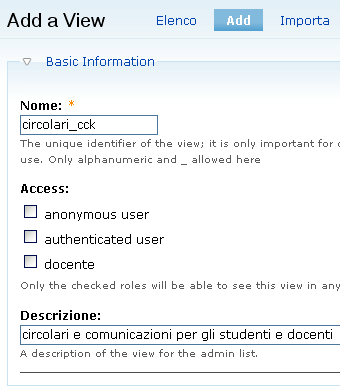 Add a View Elenco Add Importa
Basic Information
Nome: *
circolari_cck
The unique identifier of the view; it is only important for
use. Only alphanumeric and _ allowed here
Access:
anonymous user
authenticated user
docente
Only the checked roles will be able to see this view in any
Descrizione:
circolari e comunicazioni per gli studenti e docenti
A description of the view for the admin list.